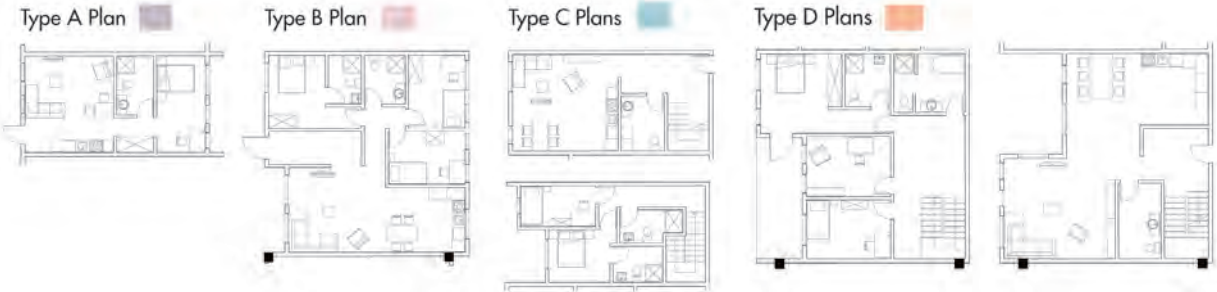 Type A Plan
Type B Plan
Type C Plans
Type D Plans